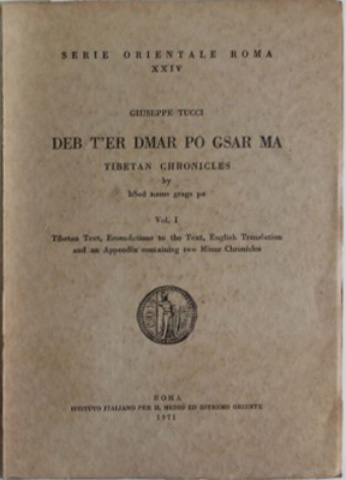 SERIE ORIENTALE ROMA
XXIV
GIUSEPPE TUCCI
DEB T'ER DMAR PO GSAR MA
TIBETAN CHRONICLES
by
bSod nams grags pa
Vol. I
Tibetan Text, Emendations to the Text, English Translation
and an Appendix containing two Minor Chronicles
ROMA
ISTITUTO ITALIANO PER IL MEDIO ED ESTREMO ORIENTE
1971